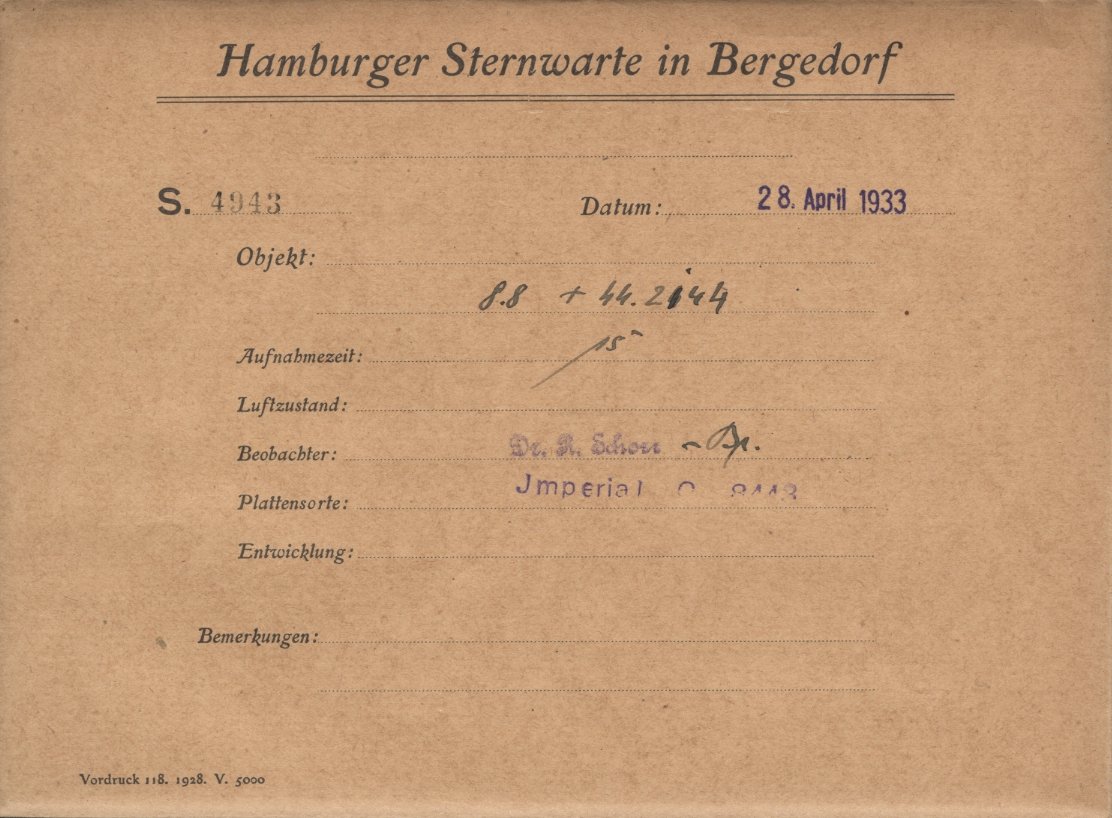 Hamburger Sternwarte in Bergedorf
S. 4943 Datum: 28. April 1933
Objekt:
8.8 + 44.2144
Aufnahmezeit: 15
Luftzustand:
Beobachter: Dr. R. Schorr
Plattensorte: Jmperial
Entwicklung:
Bemerkungen:
Vordruck 118. 1928. V. 5000